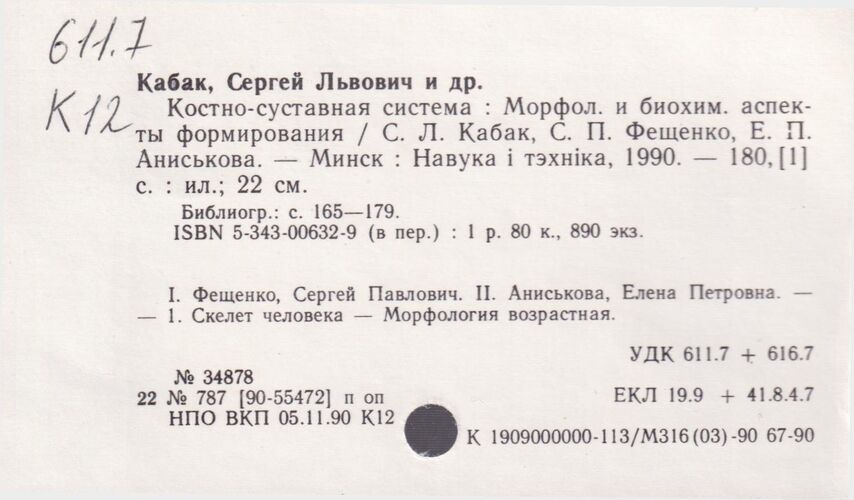 611.7
К12
Кабак, Сергей Львович и др.
Костно-суставная система : Морфол. и биохим. аспек-
ты формирования / С. Л. Кабак, С. П. Фещенко, Е. П.
Аниськова. — Минск : Навука і тэхніка, 1990. — 180, [1]
с. : ил.; 22 см.
Библиогр.: с. 165—179.
ISBN 5-343-00632-9 (в пер.) : 1 р. 80 к., 890 экз.
I. Фещенко, Сергей Павлович. II. Аниськова, Елена Петровна. —
— 1. Скелет человека — Морфология возрастная.
УДК 611.7 + 616.7
№ 34878
22 № 787 [90-55472] п оп
ЕКЛ 19.9 + 41.8.4.7
НПО ВКП 05.11.90 К12
К 1909000000-113/М316(03)-90 67-90